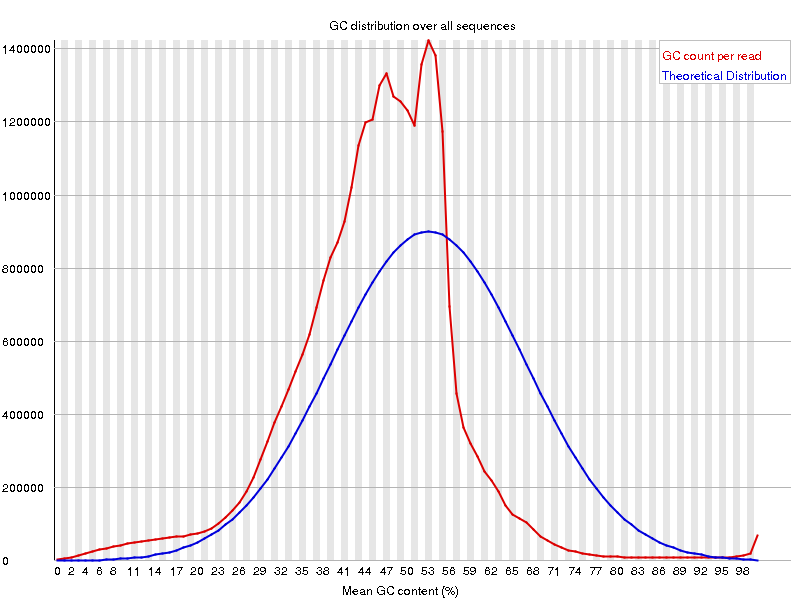 GC distribution over all sequences
GC count per read
Theoretical Distribution
1400000
1200000
1000000
800000
600000
400000
200000
0
0 2 4 6 8 11 14 17 20 23 26 29 32 35 38 41 44 47 50 53 56 59 62 65 68 71 74 77 80 83 86 89 92 95 98
Mean GC content (%)